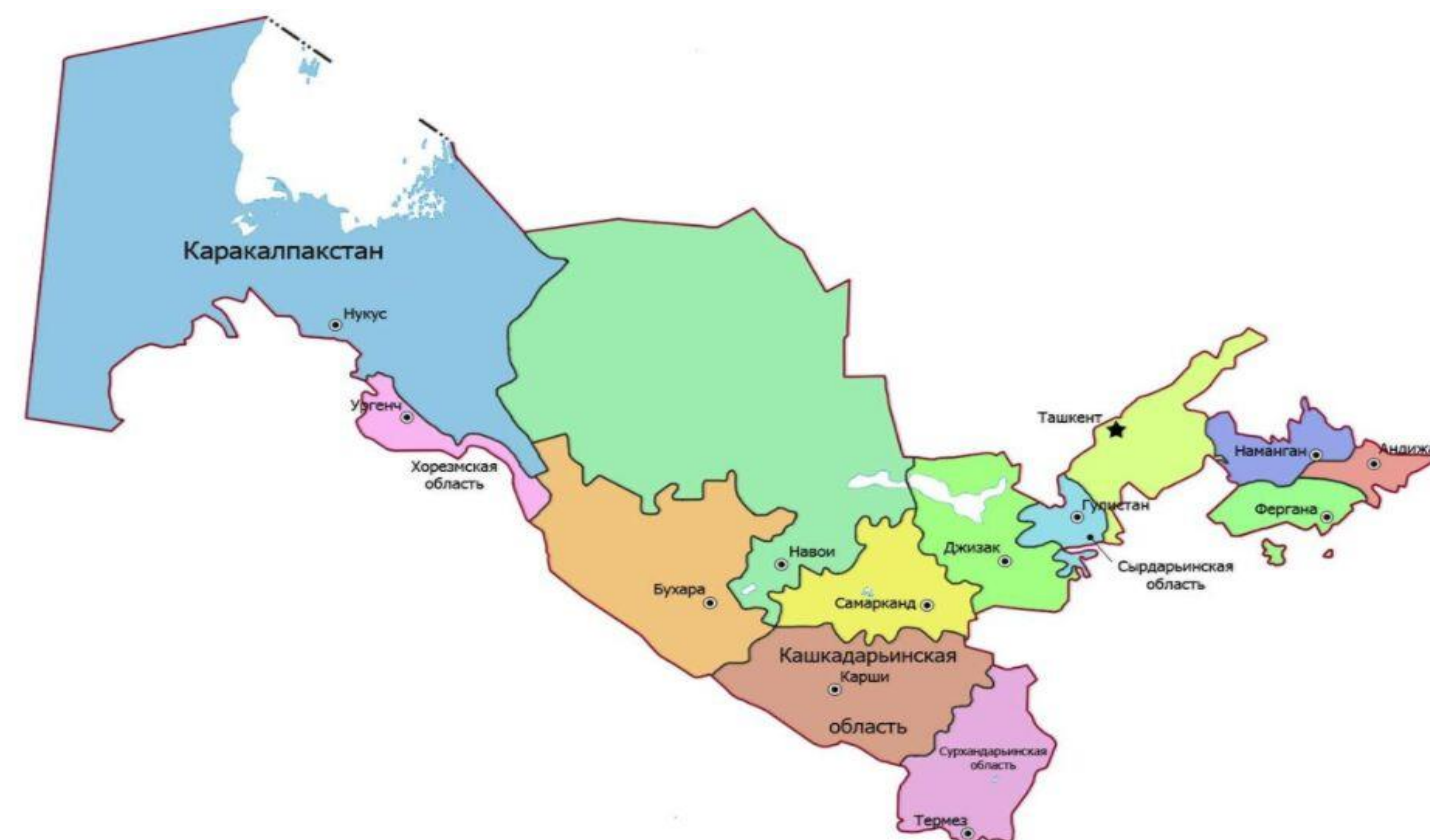 Каракалпакстан
Нукус
Ургенч
Хорезмская
область
Ташкент
Наманган
Андижа
Гулистан
Фергана
Навои
Джизак
Сырдарьинская
область
Бухара
Самарканд
Кашкадарьинская
Карши
область
Сурхандарьинская
область
Термез